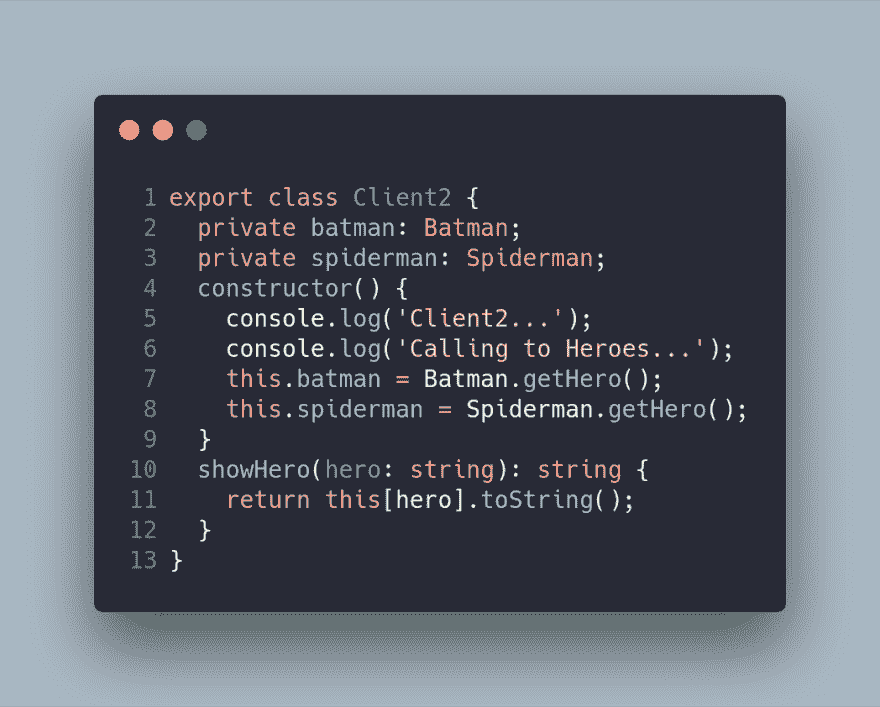 1 export class Client2 {
2   private batman: Batman;
3   private spiderman: Spiderman;
4   constructor() {
5     console.log('Client2...');
6     console.log('Calling to Heroes...');
7     this.batman = Batman.getHero();
8     this.spiderman = Spiderman.getHero();
9   }
10   showHero(hero: string): string {
11     return this[hero].toString();
12   }
13 }